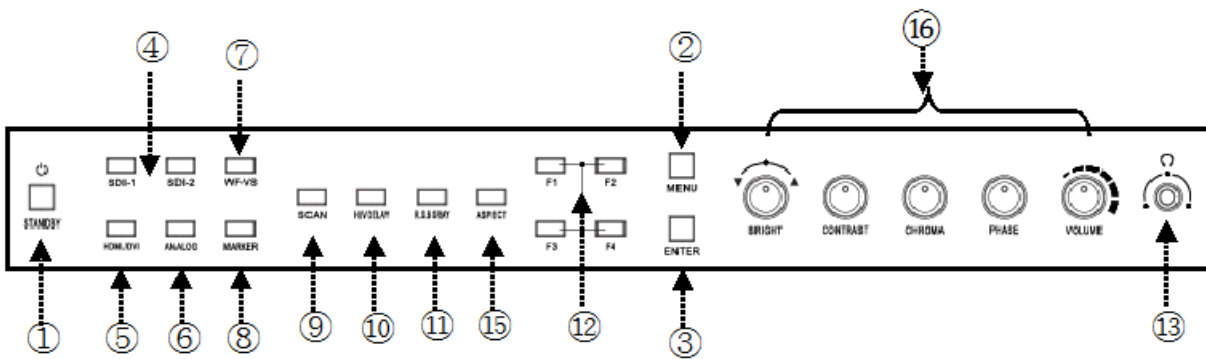 ④ ⑦ ② ⑯
SDI-1 SDI-2 WF-VS F1 F2 MENU
STANDBY SCAN H/V DELAY R.G.B GRAY ASPECT BRIGHT CONTRAST CHROMA PHASE VOLUME
HDMI/DVI ANALOG MARKER F3 F4 ENTER
① ⑤ ⑥ ⑧ ⑨ ⑩ ⑪ ⑮ ⑫ ③ ⑬